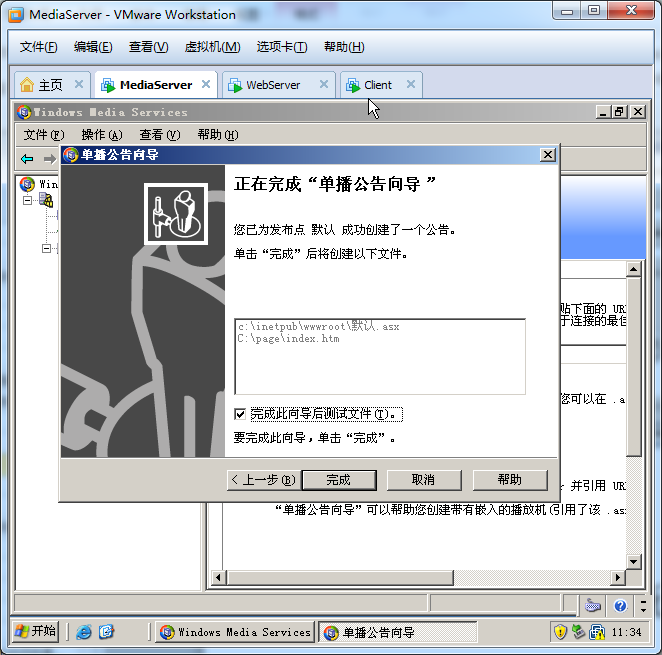 MediaServer - VMware Workstation
文件(F) 编辑(E) 查看(V) 虚拟机(M) 选项卡(T) 帮助(H)
主页 MediaServer WebServer Client
Windows Media Services
文件(F) 操作(A) 查看(V) 帮助(H)
Win
单播公告向导
正在完成“单播公告向导 ”
您已为发布点 默认 成功创建了一个公告。
单击“完成”后将创建以下文件。
贴下面的 UR
于连接的最佳
c:\inetpub\wwwroot\默认.asx
C:\page\index.htm
您可以在 .a
完成此向导后测试文件(T)。
要完成此向导，单击“完成”。
< 上一步(B) 完成 取消 帮助
并引用 UR
“单播公告向导”可以帮助您创建带有嵌入的播放机(引用了该 .as
开始 Windows Media Services 单播公告向导 11:34